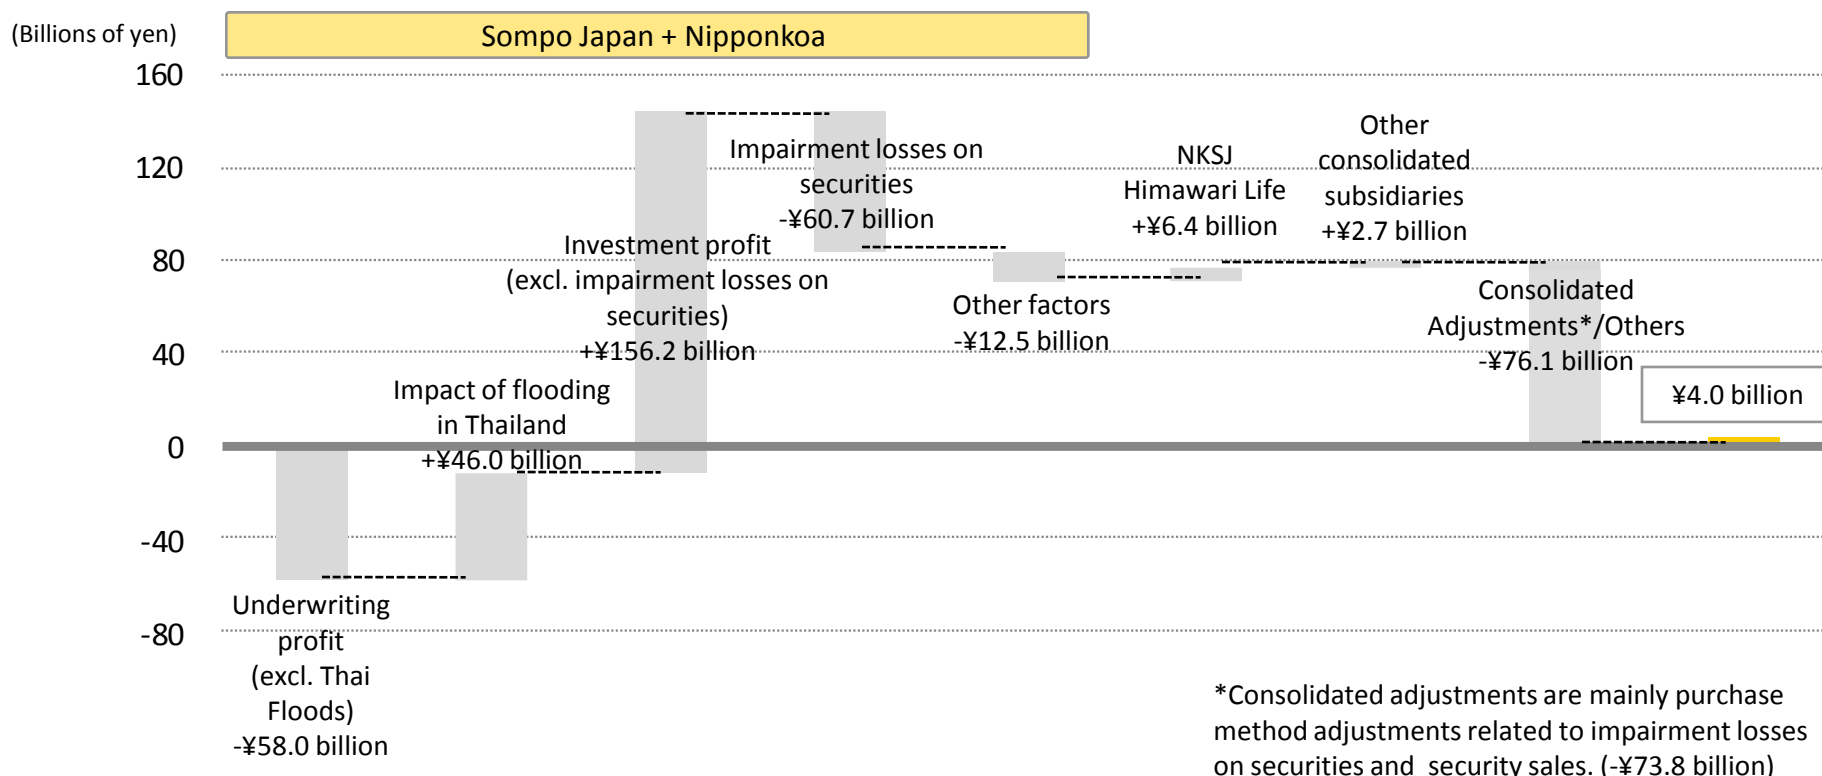 (Billions of yen)
Sompo Japan + Nipponkoa
160
120
80
40
0
-40
-80
Underwriting
profit
(excl. Thai
Floods)
-¥58.0 billion
Impact of flooding
in Thailand
+¥46.0 billion
Investment profit
(excl. impairment losses on
securities)
+¥156.2 billion
Impairment losses on
securities
-¥60.7 billion
Other factors
-¥12.5 billion
NKSJ
Himawari Life
+¥6.4 billion
Other
consolidated
subsidiaries
+¥2.7 billion
Consolidated
Adjustments*/Others
-¥76.1 billion
¥4.0 billion
*Consolidated adjustments are mainly purchase
method adjustments related to impairment losses
on securities and security sales. (-¥73.8 billion)